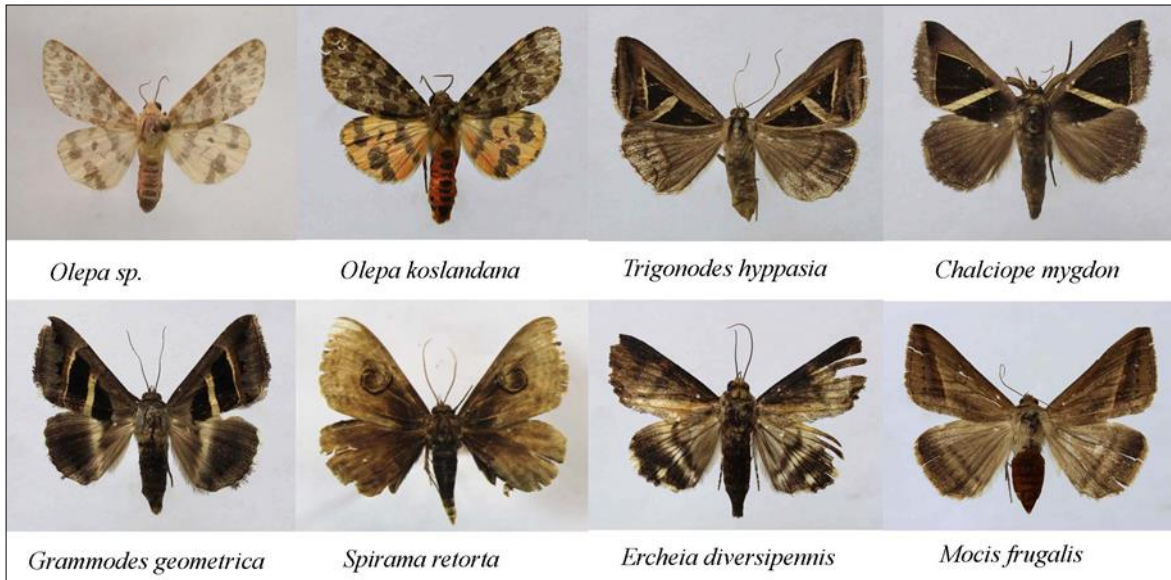 Olepa sp.
Olepa koslandana
Trigonodes hyppasia
Chalciope mygdon
Grammodes geometrica
Spirama retorta
Ercheia diversipennis
Mocis frugalis